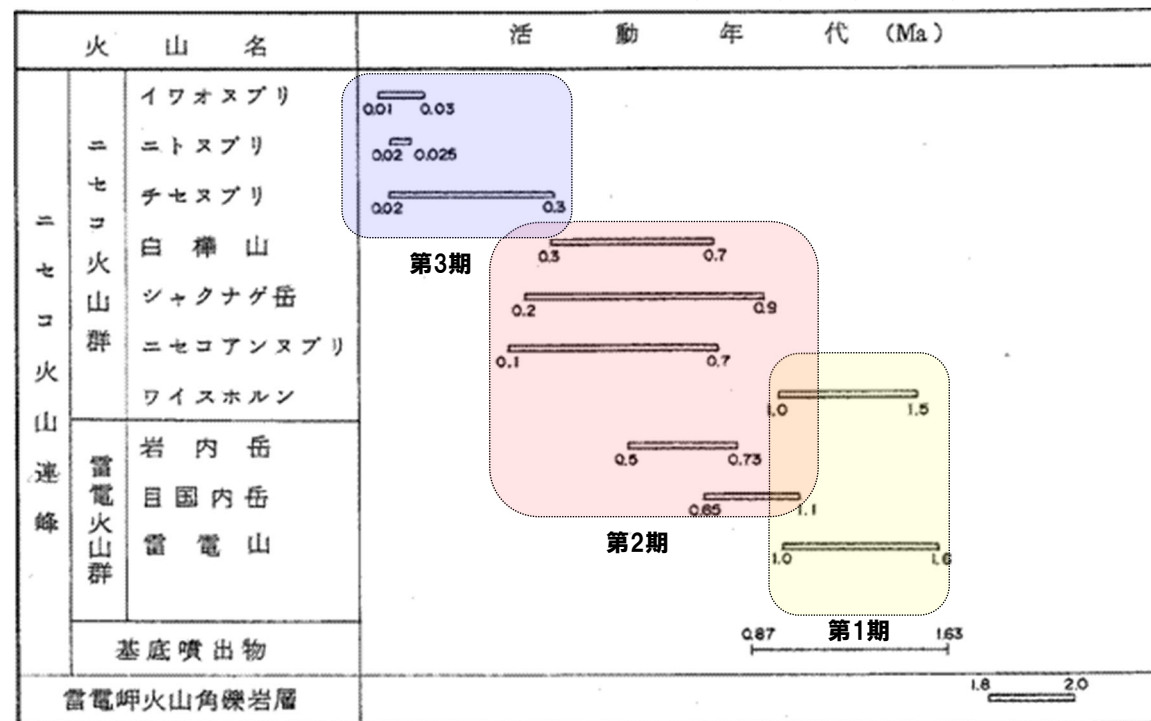 火山名
活動年代 (Ma)
ニセコ火山連峰
ニセコ火山群
イワオヌプリ
0.01 0.03
ニトヌプリ
0.02 0.025
チセヌプリ
0.02 0.3
第3期
白樺山
0.3 0.7
シャクナゲ岳
0.2 0.9
ニセコアンヌプリ
0.1 0.7
ワイスホルン
1.0 1.5
雷電火山群
岩内岳
0.5 0.73
目国内岳
0.65 1.1
第2期
雷電山
1.0 1.6
第1期
基底噴出物
0.87 1.63
雷電岬火山角礫岩層
1.8 2.0